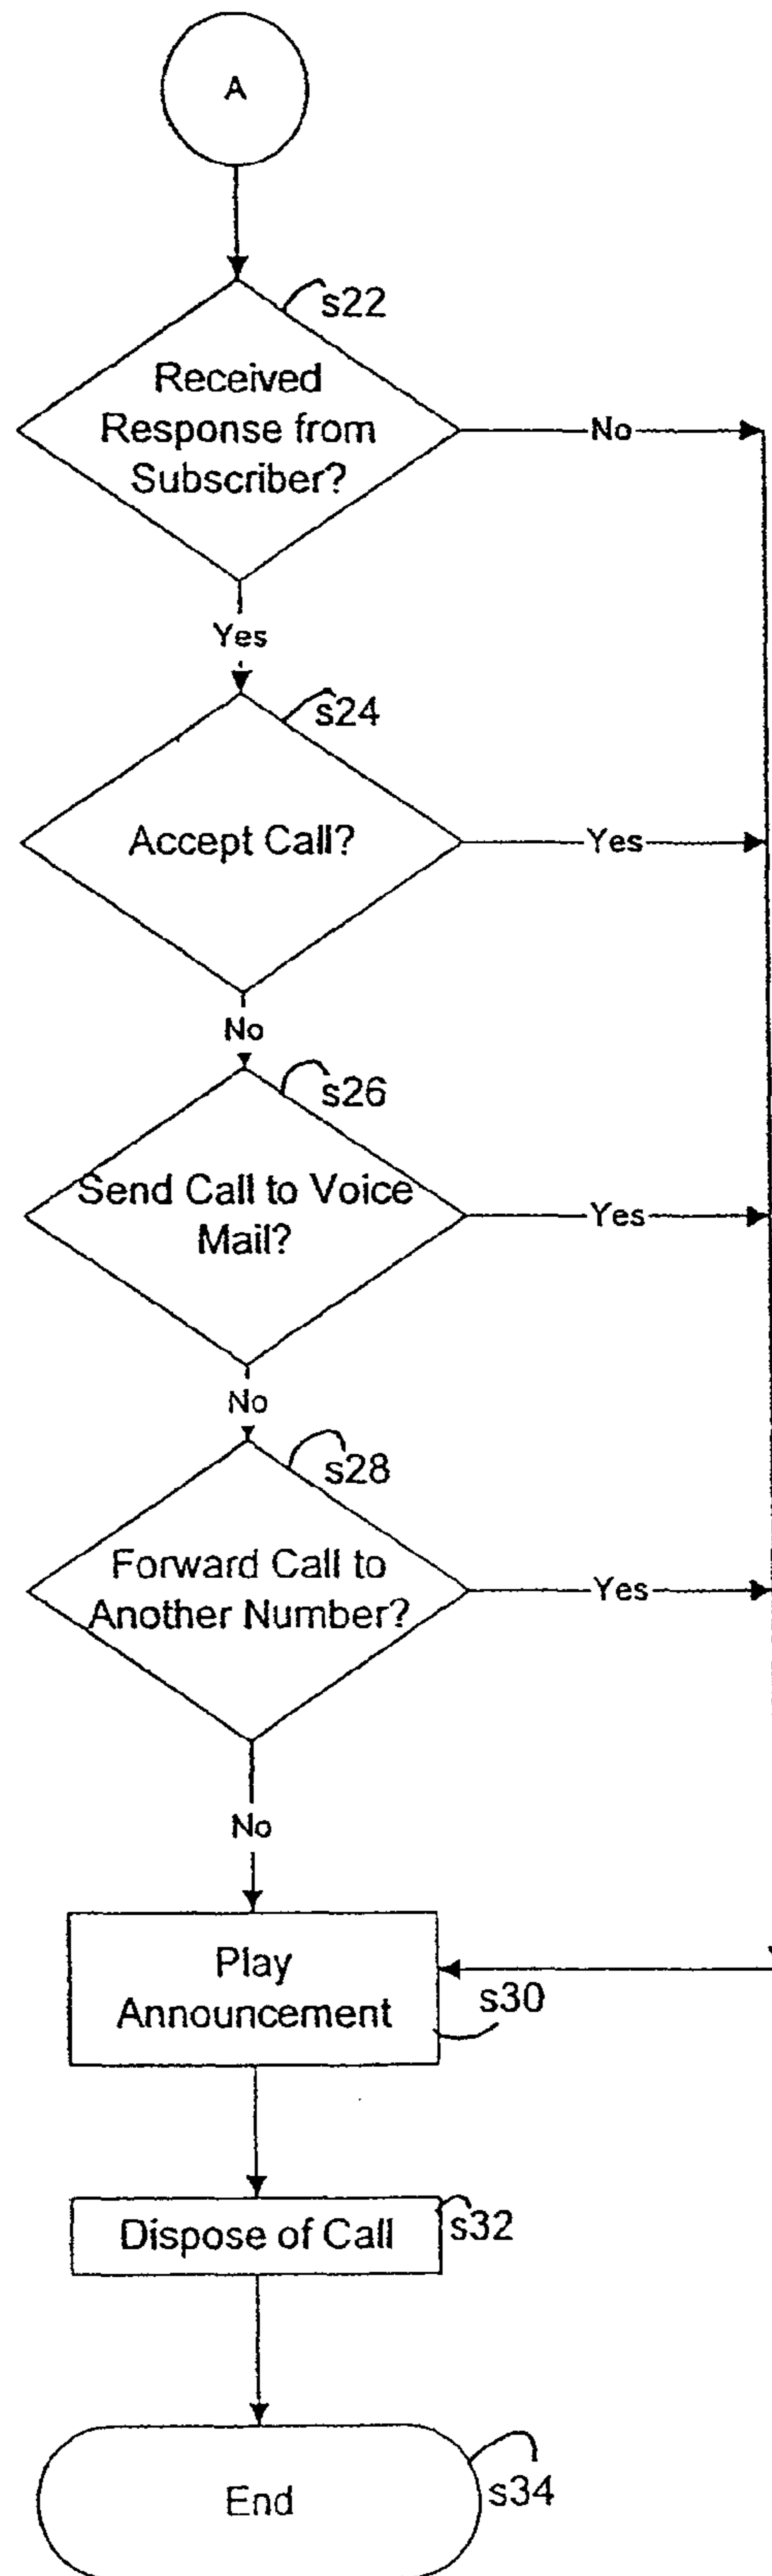 A
s22
Received
Response from
Subscriber?
No
Yes
s24
Accept Call?
Yes
No
s26
Send Call to Voice
Mail?
Yes
No
s28
Forward Call to
Another Number?
Yes
No
Play
Announcement
s30
Dispose of Call
s32
End
s34